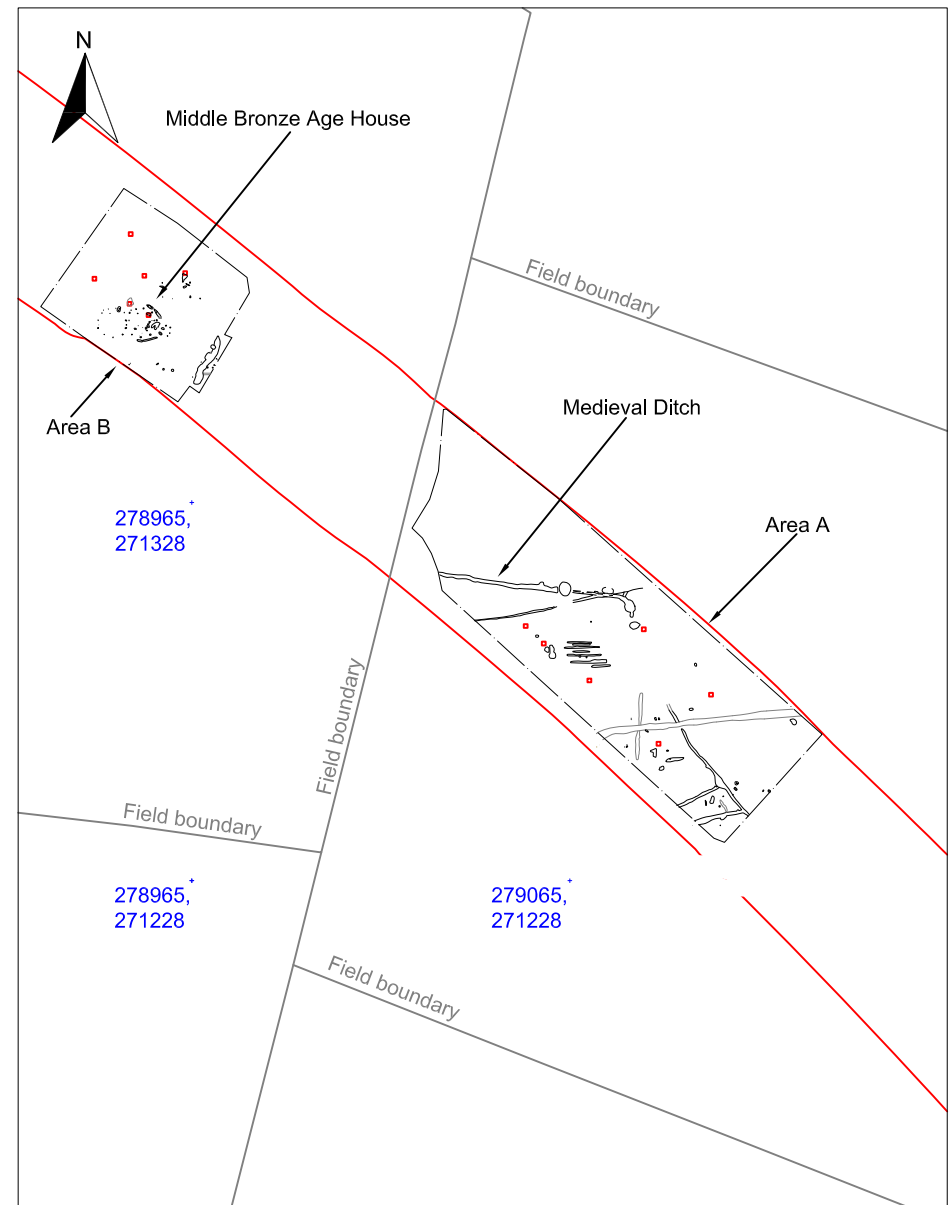 N
Middle Bronze Age House
Field boundary
Area B
Medieval Ditch
278965,
271328
Area A
Field boundary
Field boundary
278965,
271228
279065,
271228
Field boundary